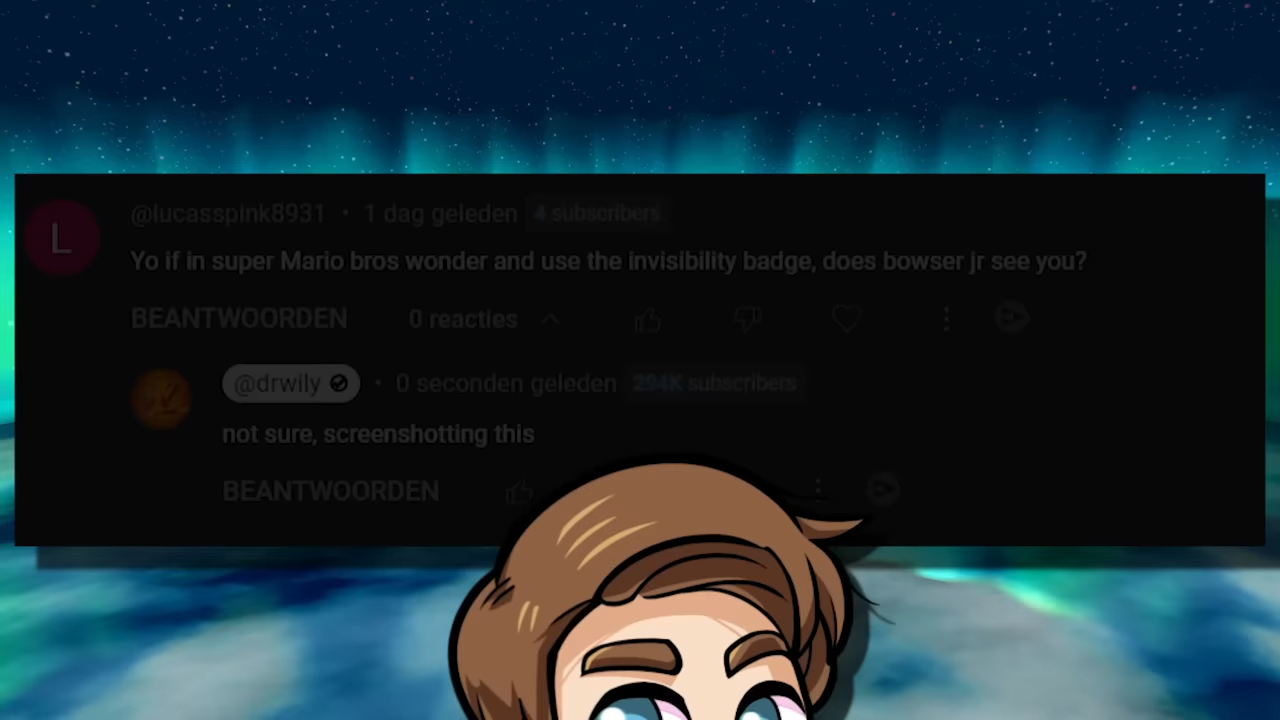 L
@lucasspink8931 • 1 dag geleden 4 subscribers
Yo if in super Mario bros wonder and use the invisibility badge, does bowser jr see you?
BEANTWOORDEN 0 reacties
@drwily • 0 seconden geleden 294K subscribers
not sure, screenshotting this
BEANTWOORDEN